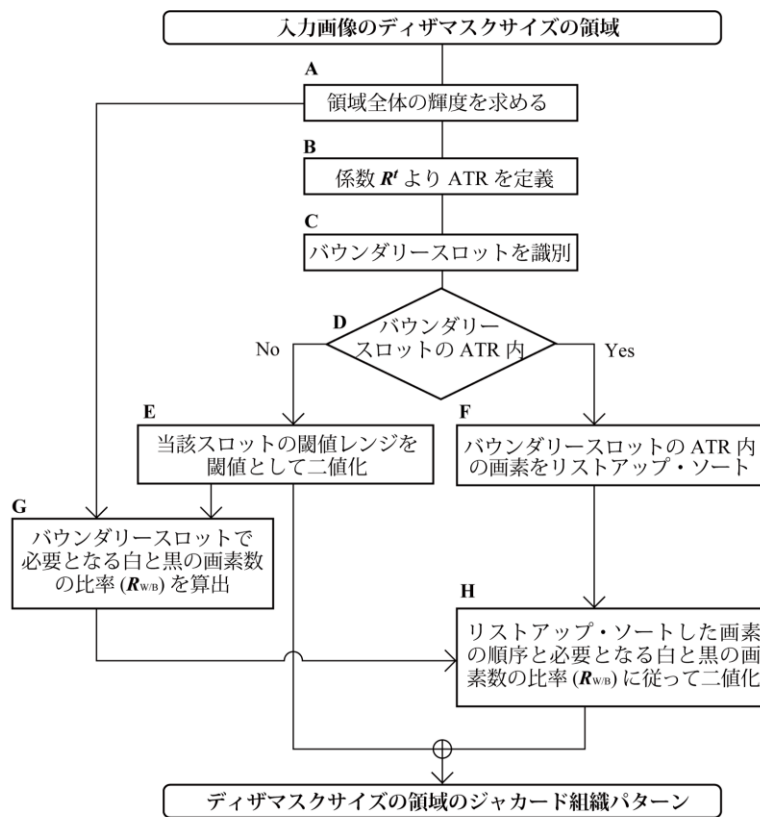 入力画像のディザマスクサイズの領域
A
領域全体の輝度を求める
B
係数 Rᵗ より ATR を定義
C
バウンダリースロットを識別
D
バウンダリー
スロットの ATR 内
No
Yes
E
当該スロットの閾値レンジを
閾値として二値化
F
バウンダリースロットの ATR 内
の画素をリストアップ・ソート
G
バウンダリースロットで
必要となる白と黒の画素数
の比率 (R W/B) を算出
H
リストアップ・ソートした画素
の順序と必要となる白と黒の画
素数の比率 (R W/B) に従って二値化
ディザマスクサイズの領域のジャカード組織パターン